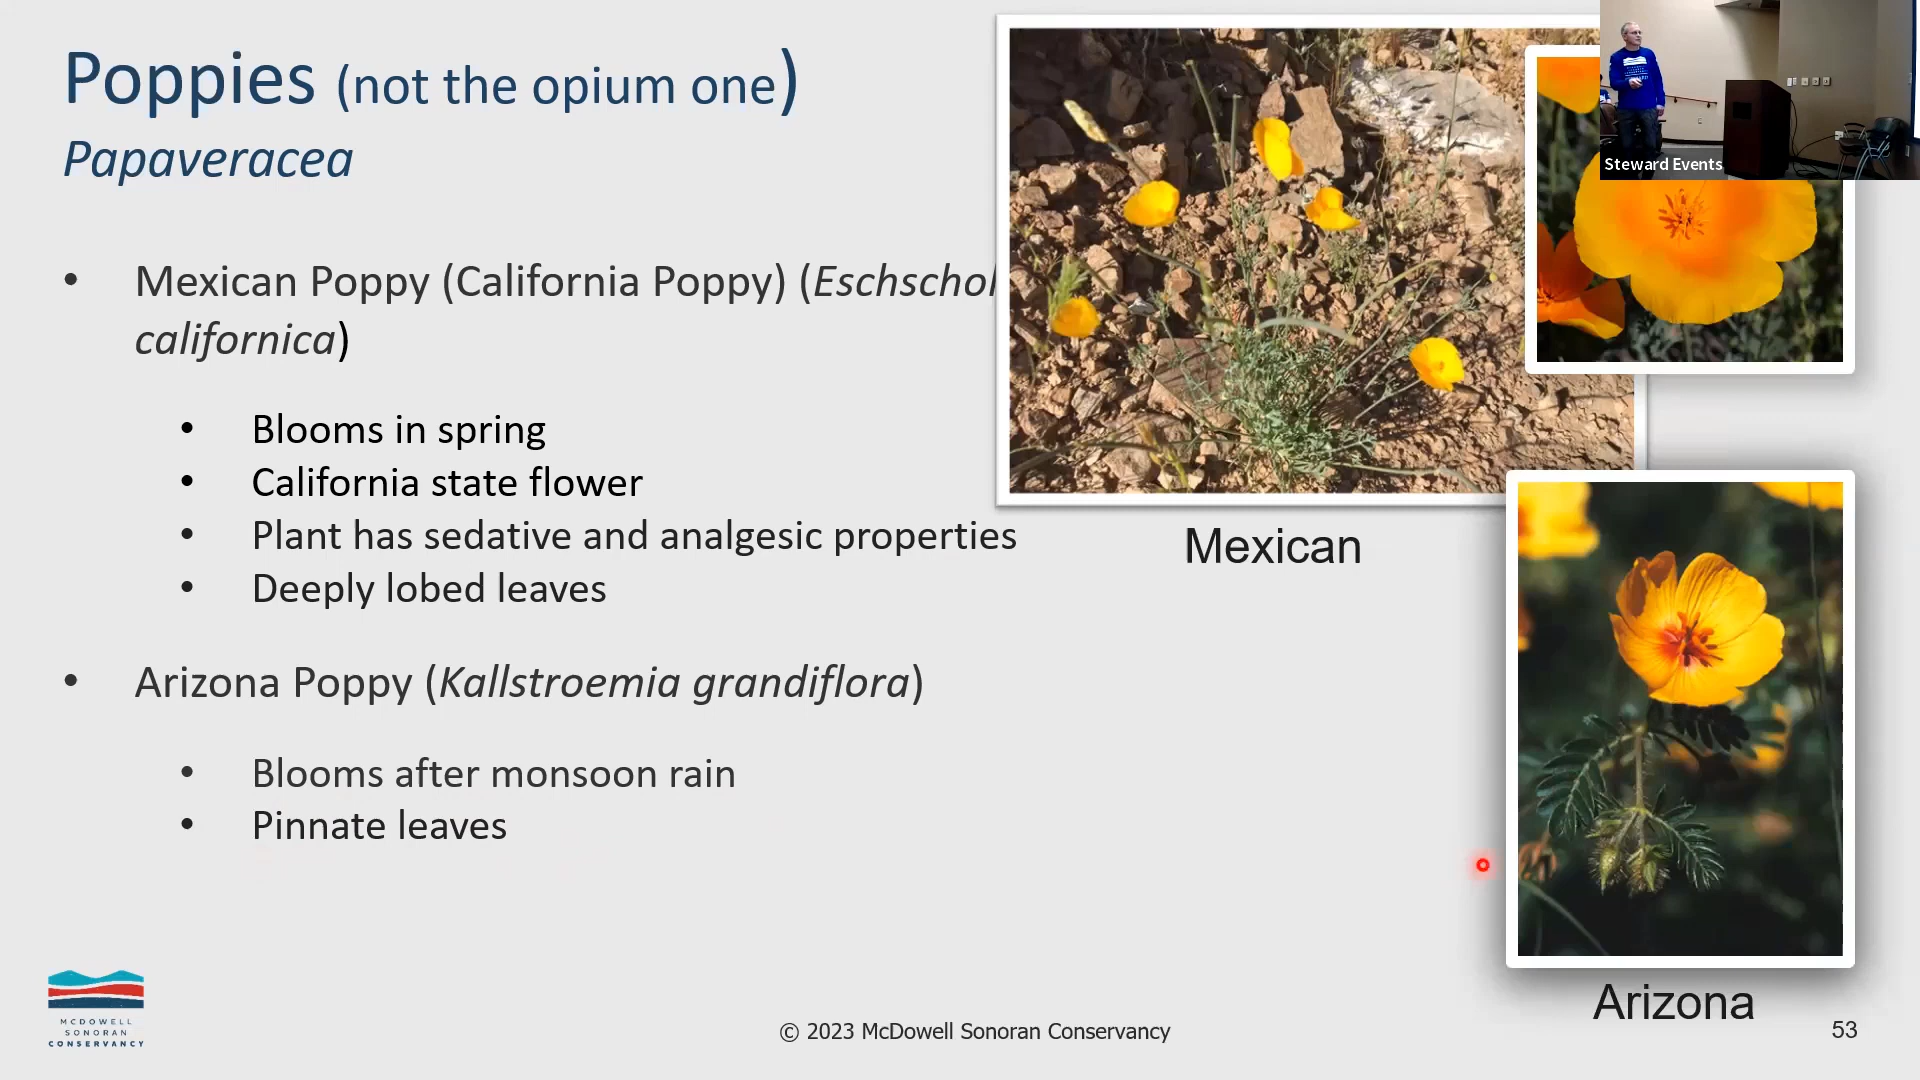 Poppies (not the opium one)
Papaveracea
• Mexican Poppy (California Poppy) (Eschschol
californica)
• Blooms in spring
• California state flower
• Plant has sedative and analgesic properties
• Deeply lobed leaves
• Arizona Poppy (Kallstroemia grandiflora)
• Blooms after monsoon rain
• Pinnate leaves
Steward Events
Mexican
Arizona
MCDOWELL
SONORAN
CONSERVANCY
© 2023 McDowell Sonoran Conservancy
53